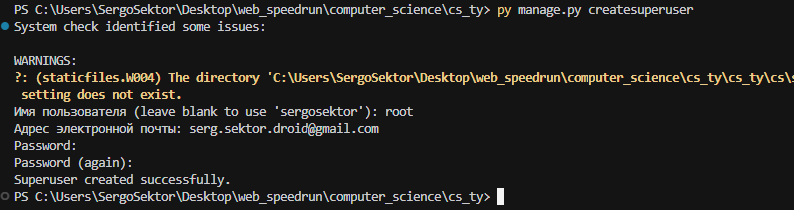 PS C:\Users\SergoSektor\Desktop\web_speedrun\computer_science\cs_ty> py manage.py createsuperuser
System check identified some issues:
WARNINGS:
?: (staticfiles.W004) The directory 'C:\Users\SergoSektor\Desktop\web_speedrun\computer_science\cs_ty\cs_ty\cs\s
setting does not exist.
Имя пользователя (leave blank to use 'sergosektor'): root
Адрес электронной почты: serg.sektor.droid@gmail.com
Password:
Password (again):
Superuser created successfully.
PS C:\Users\SergoSektor\Desktop\web_speedrun\computer_science\cs_ty>